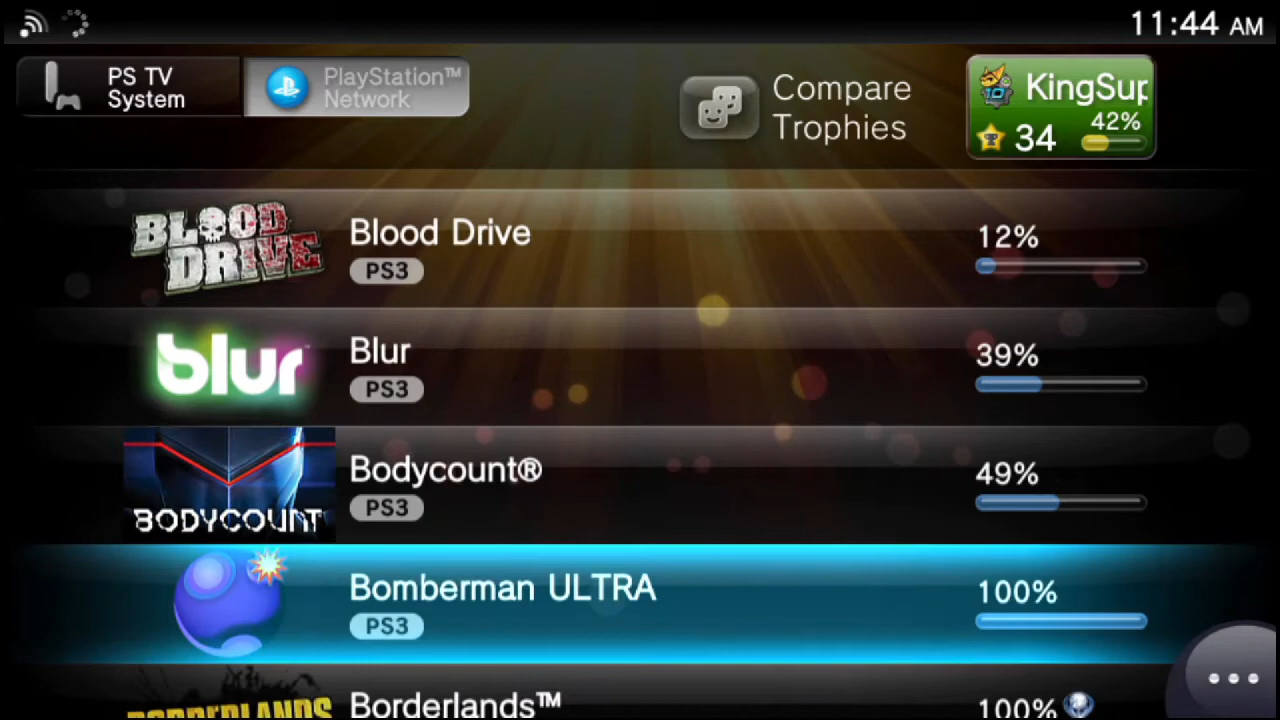 11:44 AM
PS TV
System
PlayStation™
Network
Compare
Trophies
KingSup
34
42%
BLOOD
DRIVE
Blood Drive
PS3
12%
blur
Blur
PS3
39%
BODYCOUNT
Bodycount®
PS3
49%
Bomberman ULTRA
PS3
100%
BORDERLANDS
Borderlands™
100%